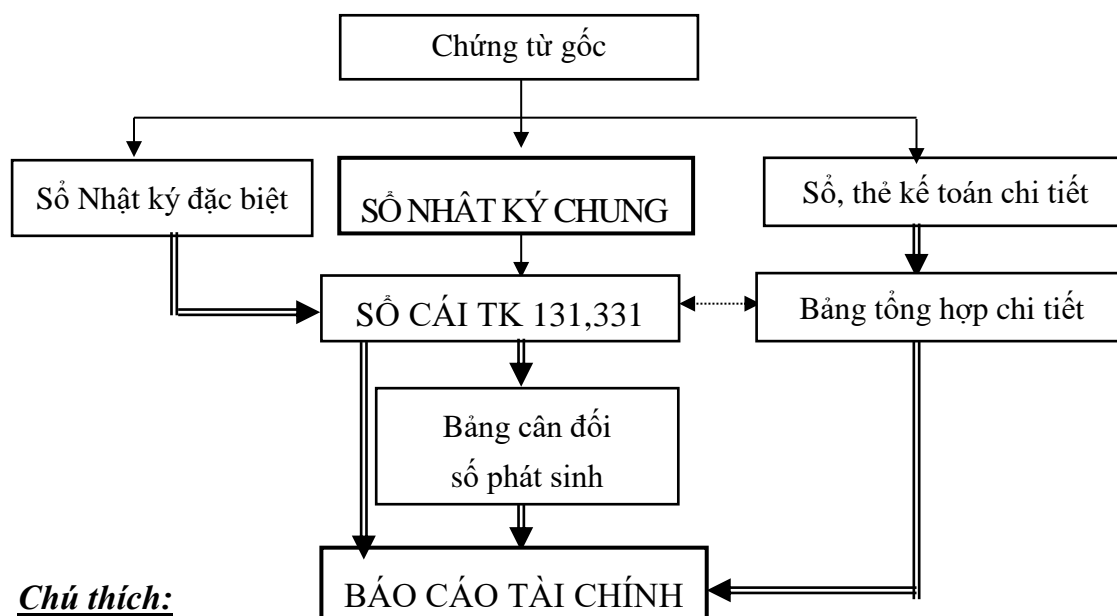 Chứng từ gốc
Sổ Nhật ký đặc biệt
SỔ NHÂT KÝ CHUNG
Sổ, thẻ kế toán chi tiết
SỔ CÁI TK 131,331
Bảng tổng hợp chi tiết
Bảng cân đối
số phát sinh
BÁO CÁO TÀI CHÍNH
Chú thích: